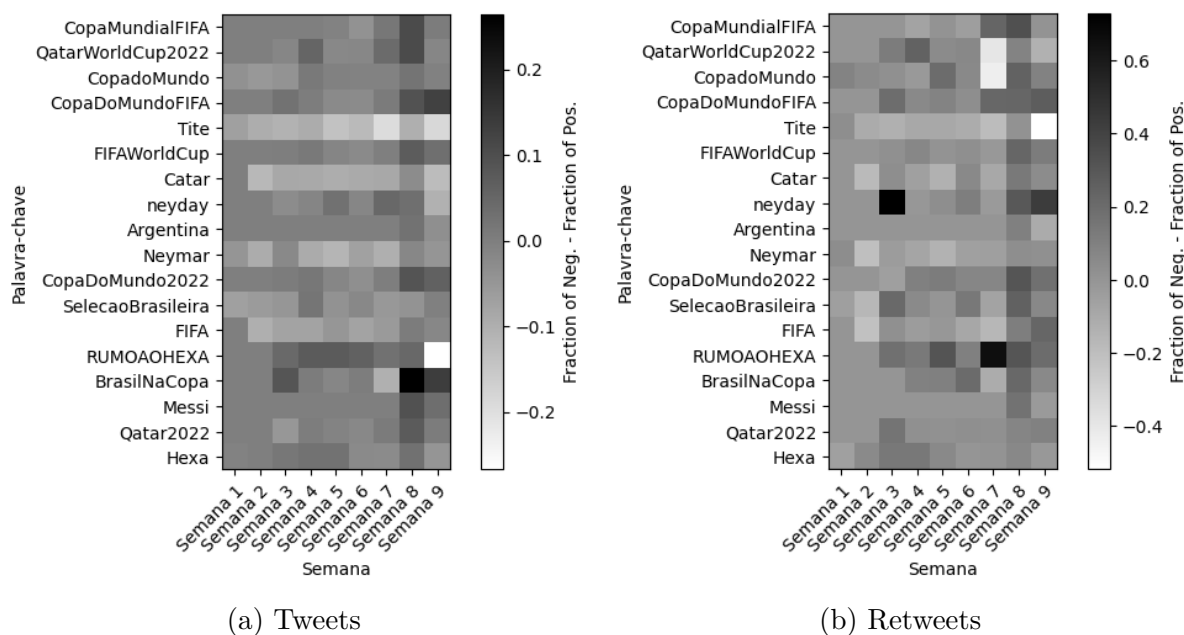 CopaMundialFIFA
QatarWorldCup2022
CopadoMundo
CopaDoMundoFIFA
Tite
FIFAWorldCup
Catar
neyday
Argentina
Neymar
CopaDoMundo2022
SelecaoBrasileira
FIFA
RUMOAOHEXA
BrasilNaCopa
Messi
Qatar2022
Hexa
Palavra-chave
Semana 1
Semana 2
Semana 3
Semana 4
Semana 5
Semana 6
Semana 7
Semana 8
Semana 9
Semana
0.2
0.1
0.0
−0.1
−0.2
Fraction of Neg. - Fraction of Pos.
(a) Tweets
CopaMundialFIFA
QatarWorldCup2022
CopadoMundo
CopaDoMundoFIFA
Tite
FIFAWorldCup
Catar
neyday
Argentina
Neymar
CopaDoMundo2022
SelecaoBrasileira
FIFA
RUMOAOHEXA
BrasilNaCopa
Messi
Qatar2022
Hexa
Palavra-chave
Semana 1
Semana 2
Semana 3
Semana 4
Semana 5
Semana 6
Semana 7
Semana 8
Semana 9
Semana
0.6
0.4
0.2
0.0
−0.2
−0.4
Fraction of Neg. - Fraction of Pos.
(b) Retweets